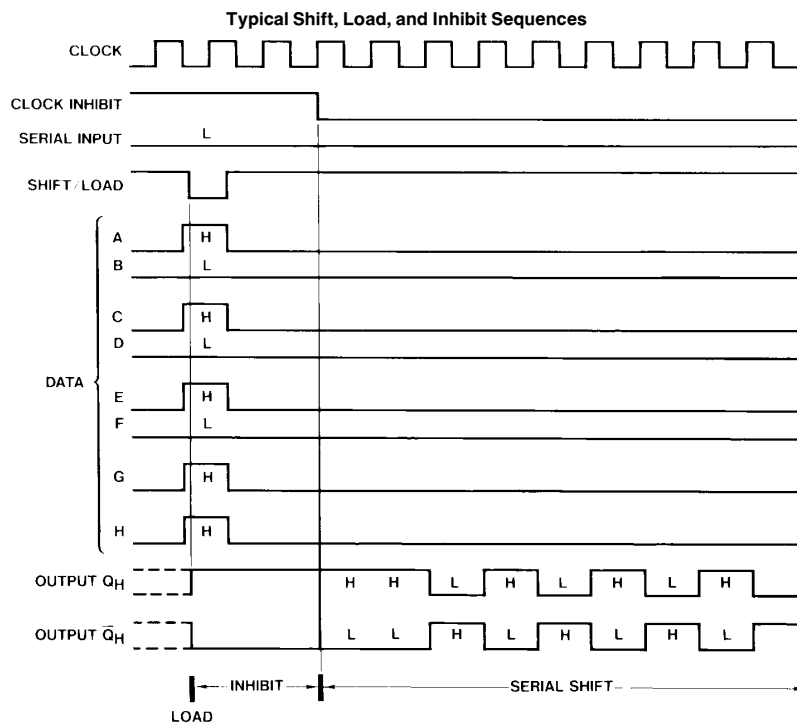 Typical Shift, Load, and Inhibit Sequences
CLOCK
CLOCK INHIBIT
SERIAL INPUT L
SHIFT/LOAD
DATA
A H
B L
C H
D L
E H
F L
G H
H H
OUTPUT QH H H L H L H L H
OUTPUT Q̅H L L H L H L H L
INHIBIT SERIAL SHIFT
LOAD